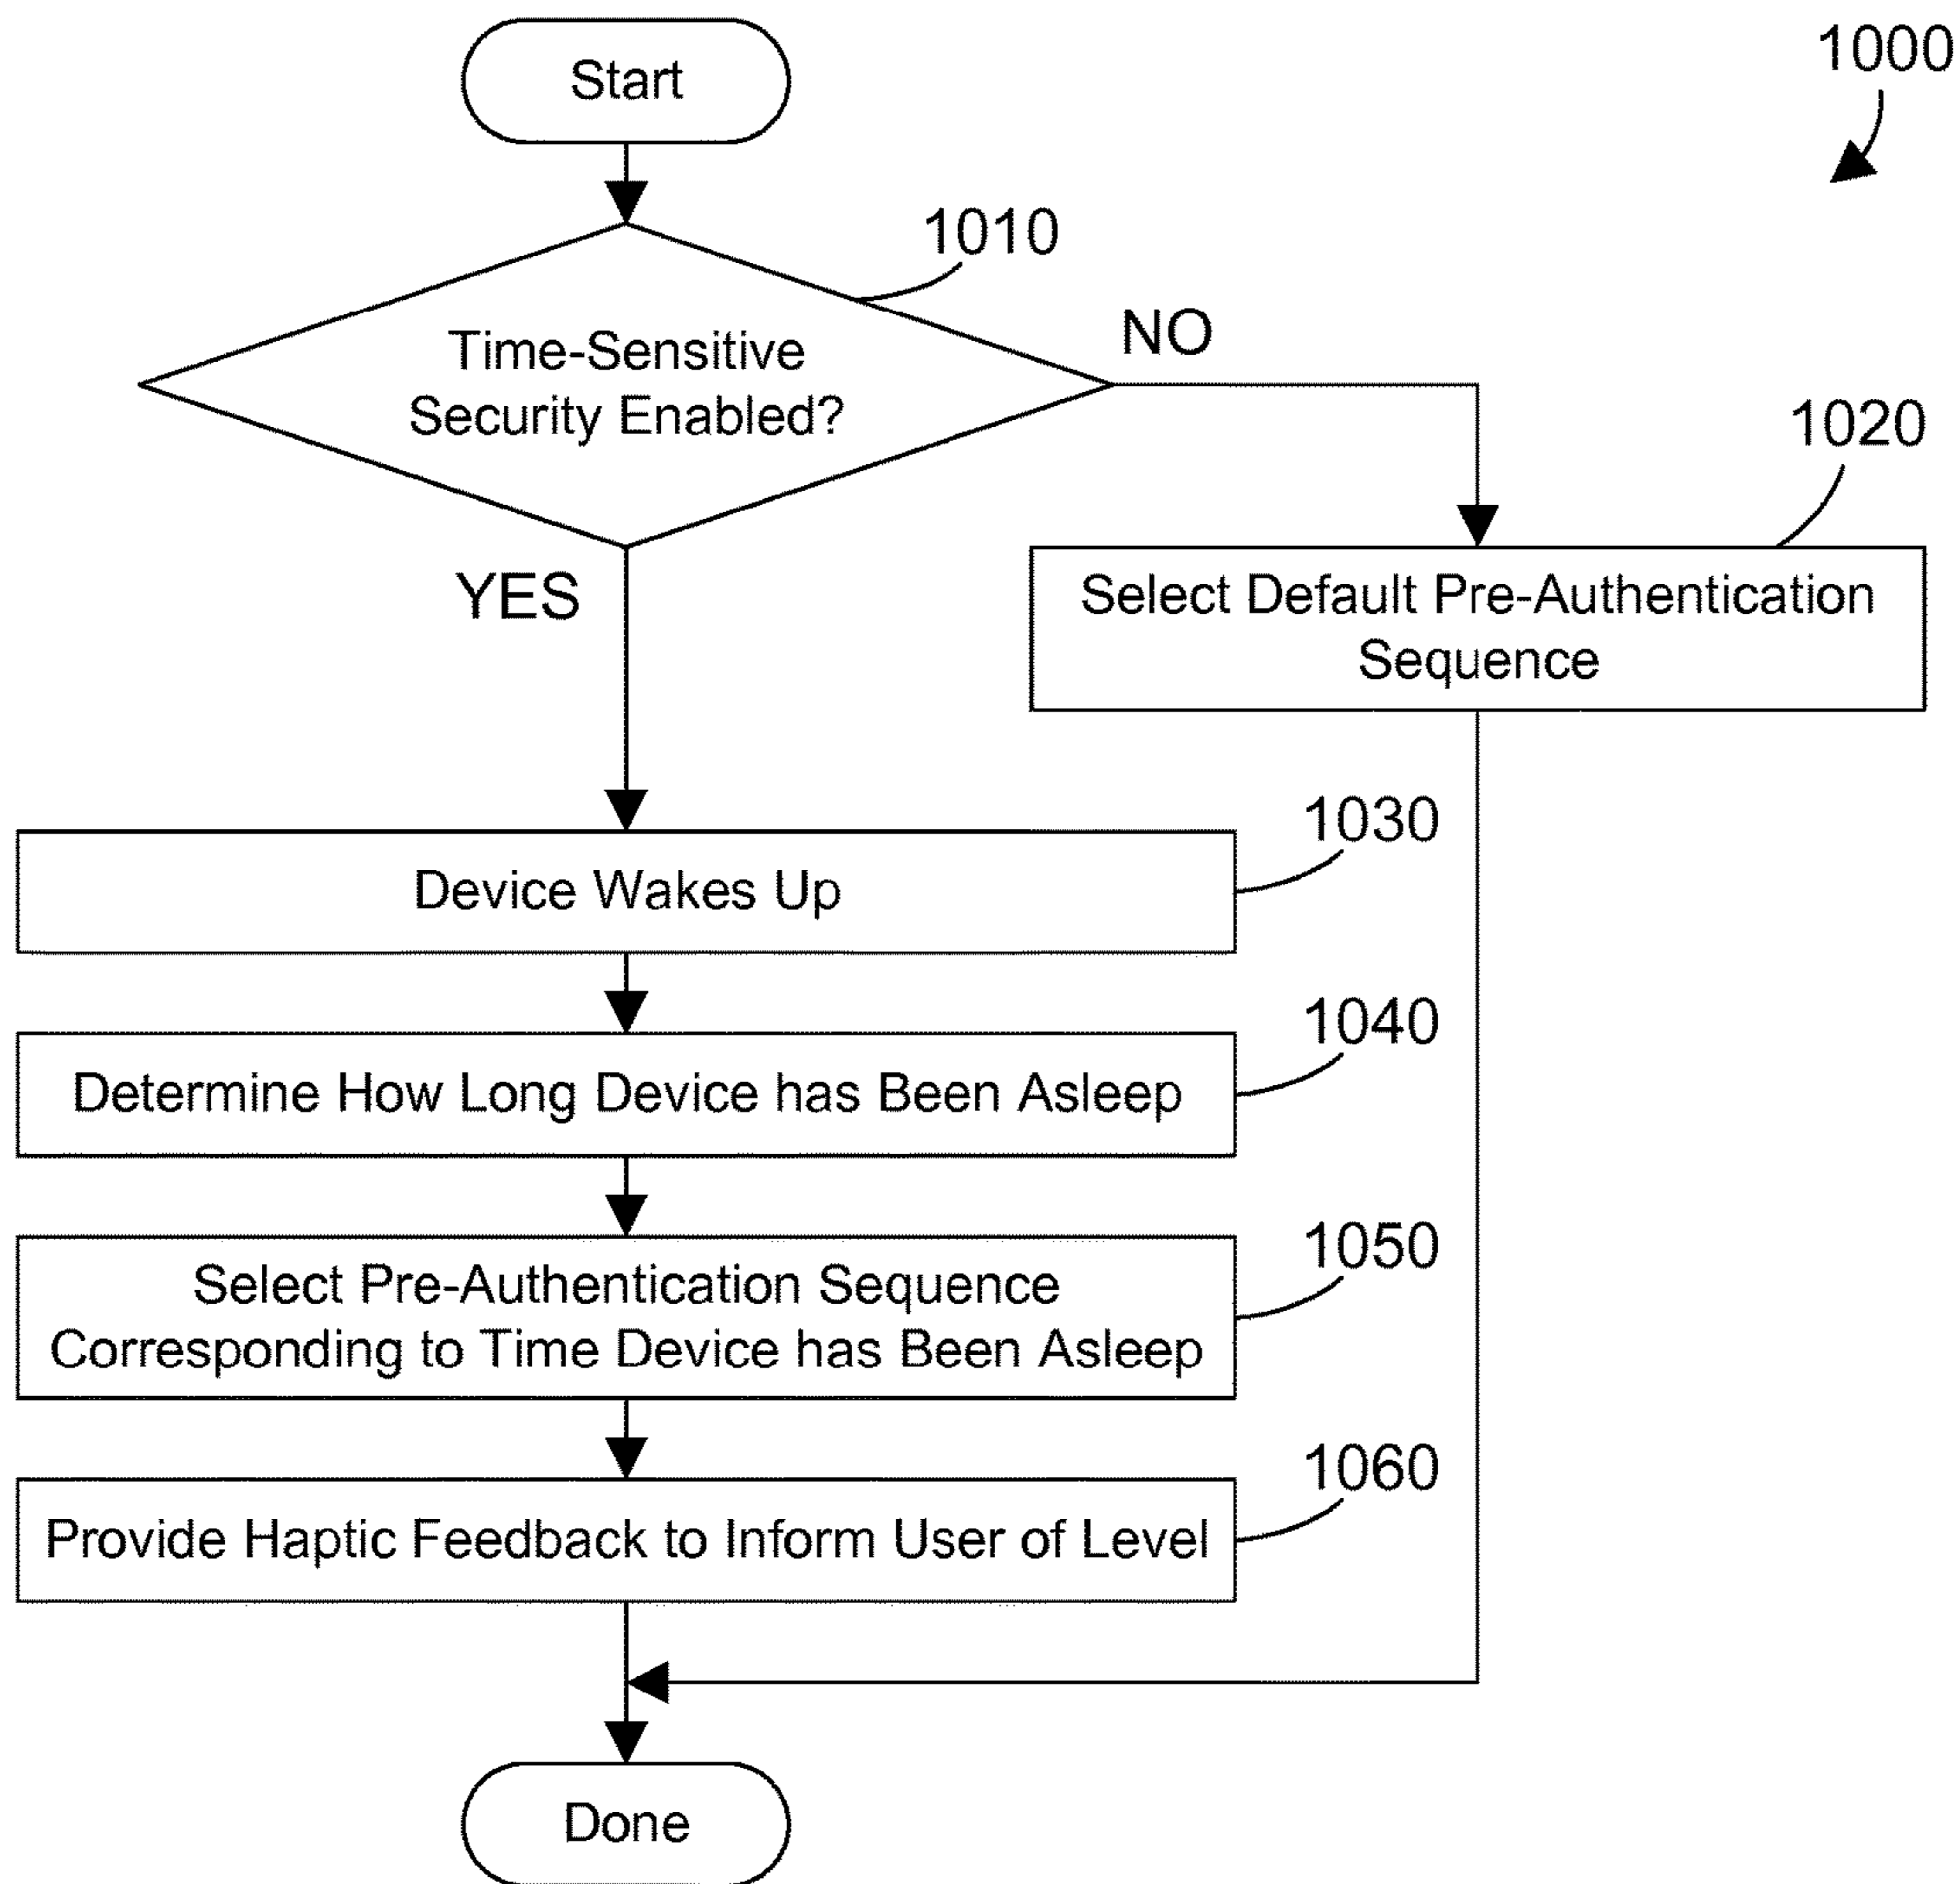 Start
1000
1010
Time-Sensitive
Security Enabled?
NO
1020
YES
Select Default Pre-Authentication
Sequence
1030
Device Wakes Up
1040
Determine How Long Device has Been Asleep
1050
Select Pre-Authentication Sequence
Corresponding to Time Device has Been Asleep
1060
Provide Haptic Feedback to Inform User of Level
Done